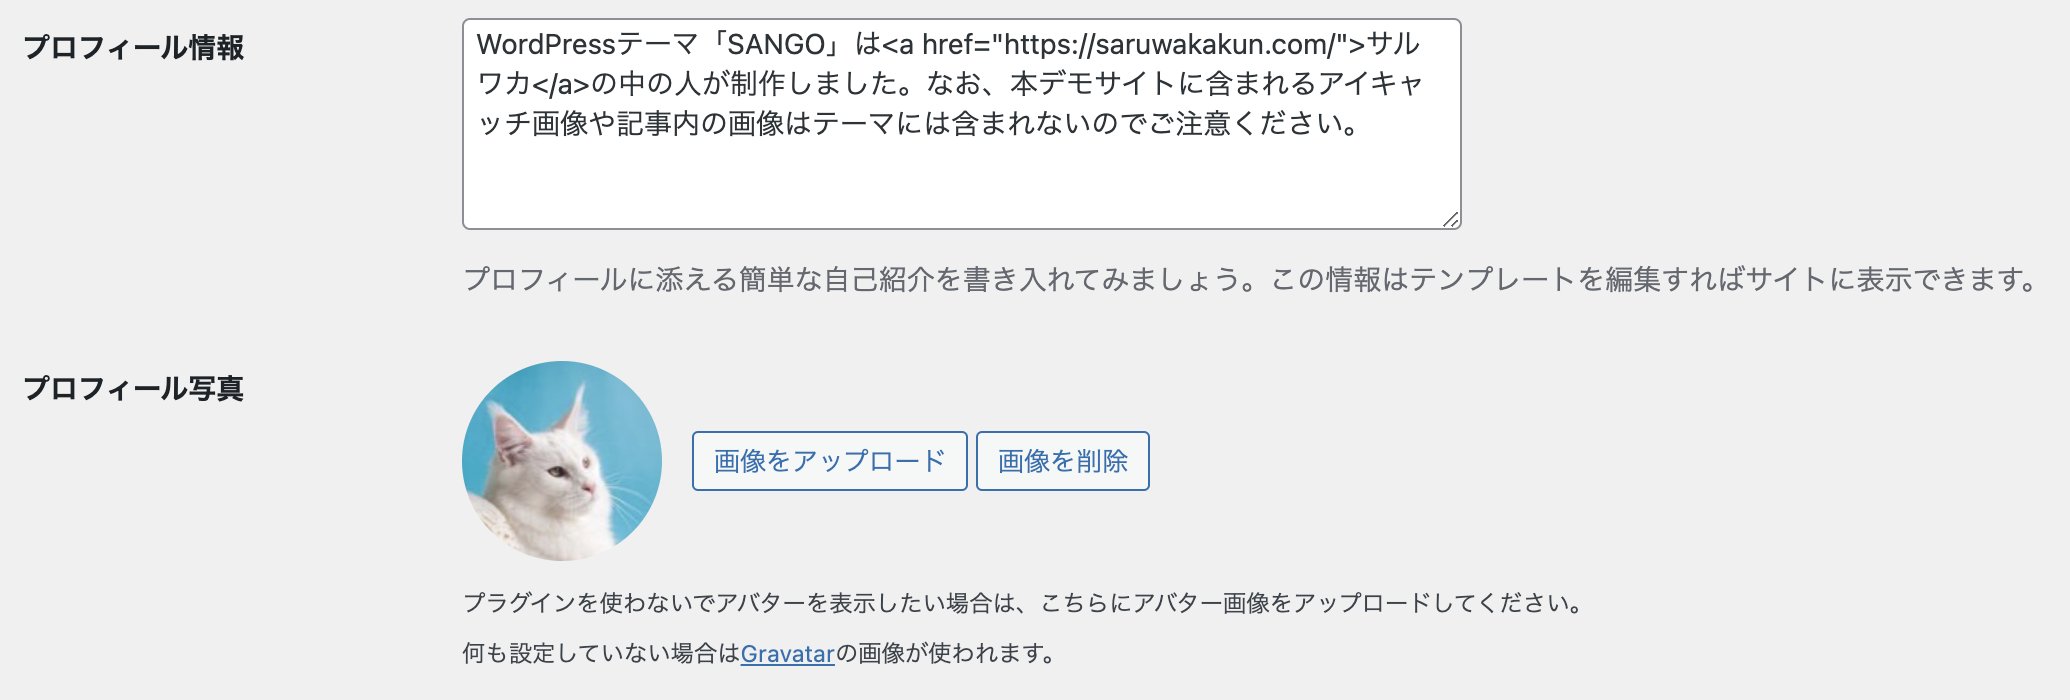 プロフィール情報
WordPressテーマ「SANGO」は<a href="https://saruwakakun.com/">サル
ワカ</a>の中の人が制作しました。なお、本デモサイトに含まれるアイキャ
ッチ画像や記事内の画像はテーマには含まれないのでご注意ください。
プロフィールに添える簡単な自己紹介を書き入れてみましょう。この情報はテンプレートを編集すればサイトに表示できます。
プロフィール写真
画像をアップロード
画像を削除
プラグインを使わないでアバターを表示したい場合は、こちらにアバター画像をアップロードしてください。
何も設定していない場合はGravatarの画像が使われます。